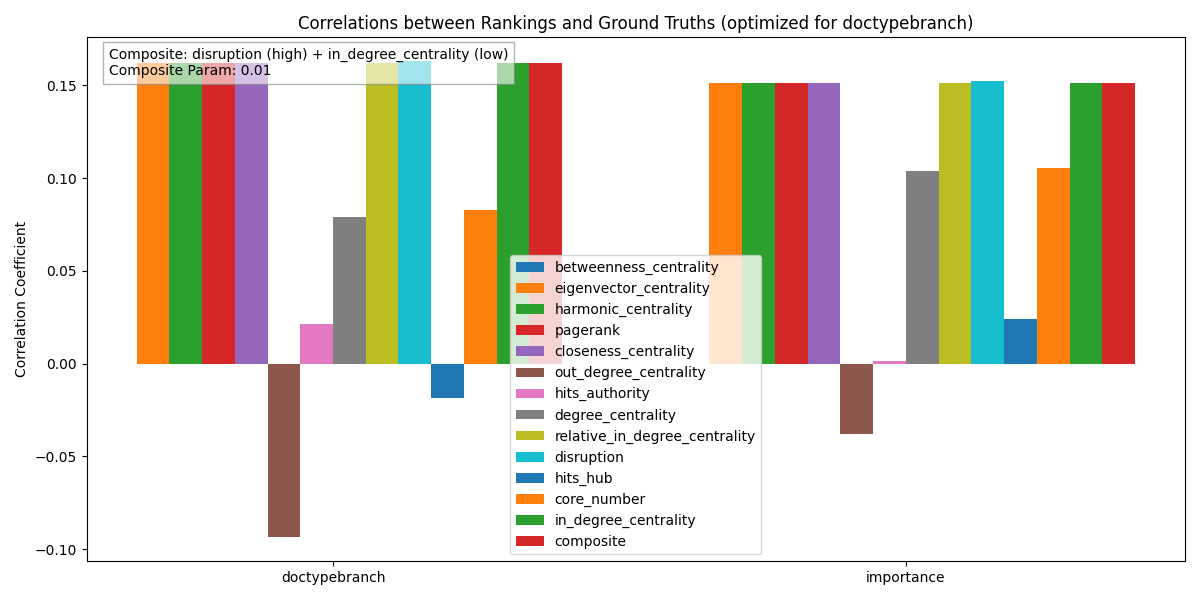 Correlations between Rankings and Ground Truths (optimized for doctypebranch)
Composite: disruption (high) + in_degree_centrality (low)
Composite Param: 0.01
Correlation Coefficient
0.15
0.10
0.05
0.00
−0.05
−0.10
betweenness_centrality
eigenvector_centrality
harmonic_centrality
pagerank
closeness_centrality
out_degree_centrality
hits_authority
degree_centrality
relative_in_degree_centrality
disruption
hits_hub
core_number
in_degree_centrality
composite
doctypebranch
importance